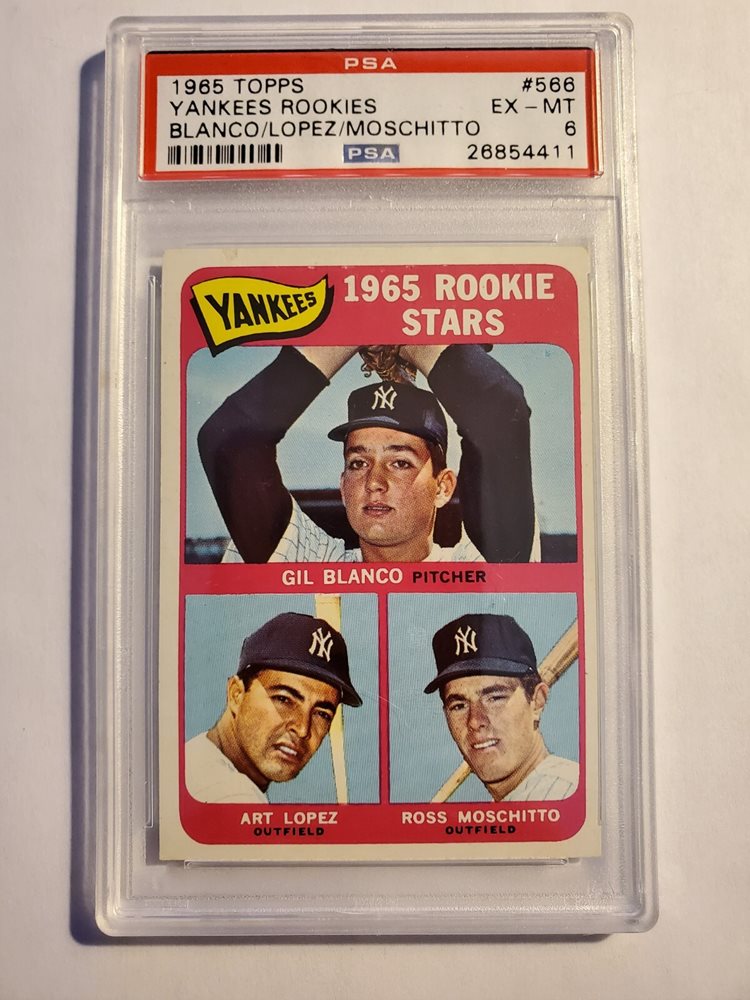 PSA
1965 TOPPS #566
YANKEES ROOKIES EX - MT
BLANCO/LOPEZ/MOSCHITTO 6
PSA 26854411
YANKEES
1965 ROOKIE
STARS
NY
GIL BLANCO PITCHER
NY
NY
ART LOPEZ
OUTFIELD
ROSS MOSCHITTO
OUTFIELD